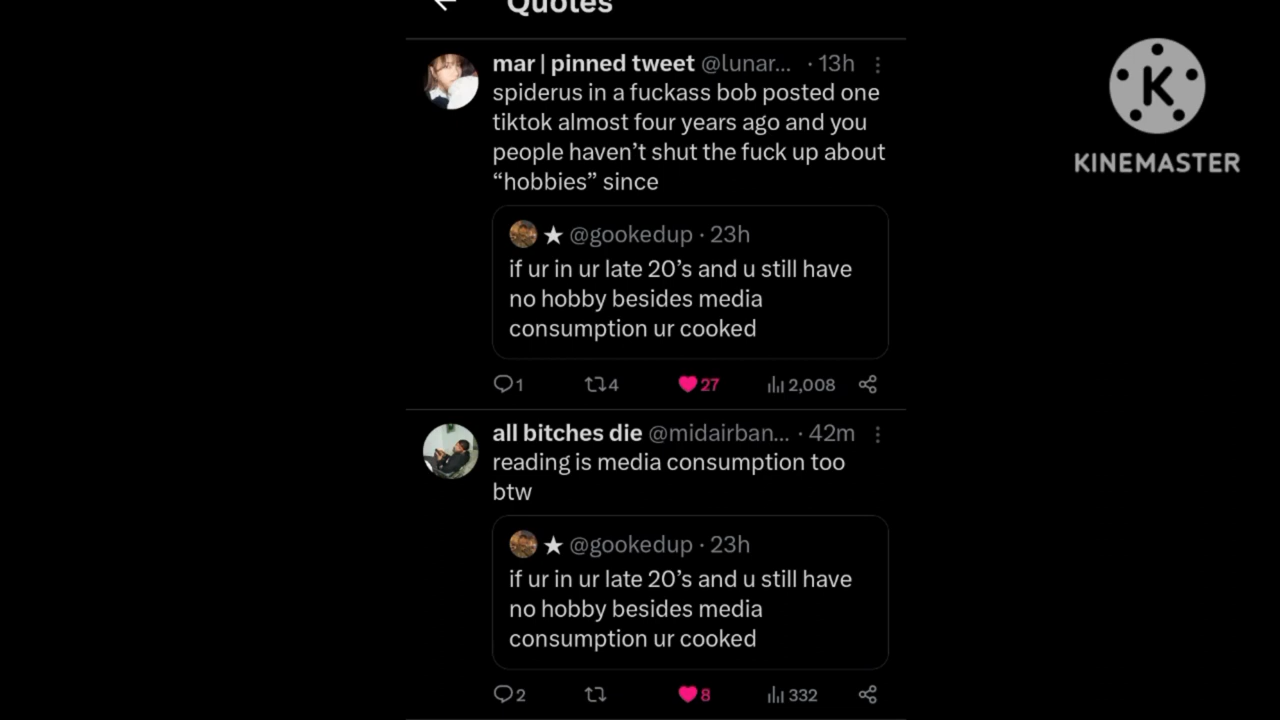 Quotes
mar | pinned tweet @lunar... · 13h
spiderus in a fuckass bob posted one
tiktok almost four years ago and you
people haven't shut the fuck up about
“hobbies” since
★ @gookedup · 23h
if ur in ur late 20's and u still have
no hobby besides media
consumption ur cooked
1 4 27 2,008
all bitches die @midairban... · 42m
reading is media consumption too
btw
★ @gookedup · 23h
if ur in ur late 20's and u still have
no hobby besides media
consumption ur cooked
2 8 332
K
KINEMASTER